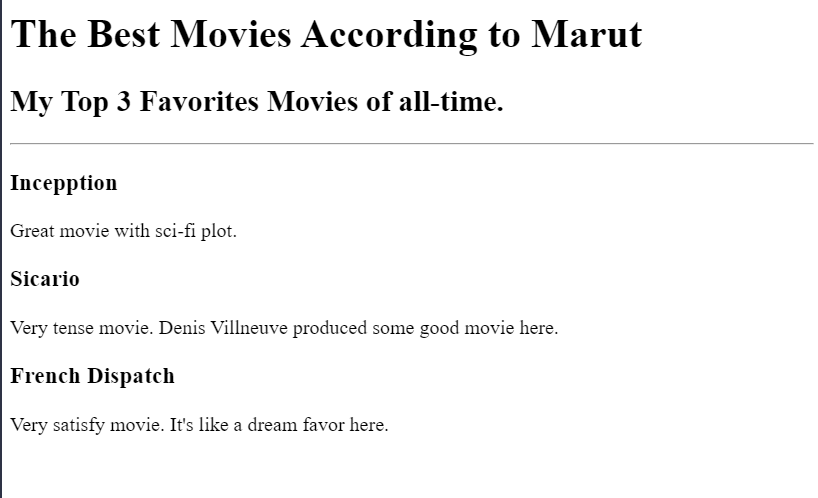 The Best Movies According to Marut
My Top 3 Favorites Movies of all-time.
Incepption
Great movie with sci-fi plot.
Sicario
Very tense movie. Denis Villneuve produced some good movie here.
French Dispatch
Very satisfy movie. It's like a dream favor here.